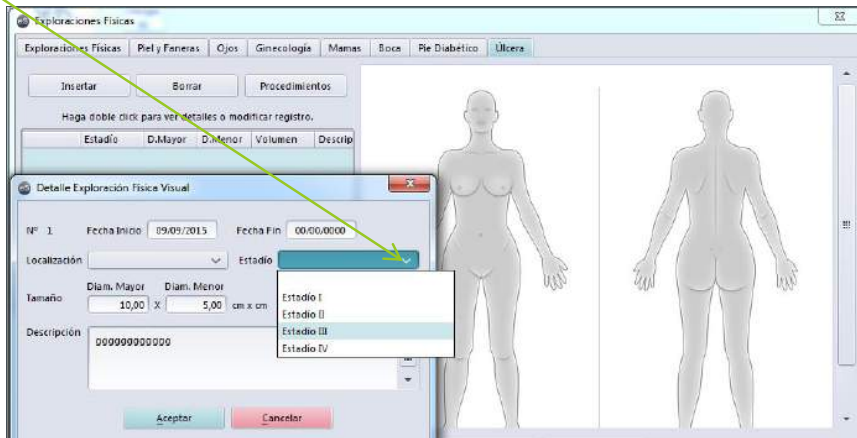 Exploraciones Físicas
Exploraciones Físicas Piel y Faneras Ojos Ginecología Mamas Boca Pie Diabético Úlcera
Insertar Borrar Procedimientos
Haga doble click para ver detalles o modificar registro.
Estadío D.Mayor D.Menor Volumen Descrip
Detalle Exploración Física Visual
Nº 1 Fecha Inicio 09/09/2015 Fecha Fin 00/00/0000
Localización Estadío
Diam. Mayor Diam. Menor
Tamaño 10,00 X 5,00 cm x cm
Estadío I
Estadío II
Estadío III
Estadío IV
Descripción
Aceptar Cancelar